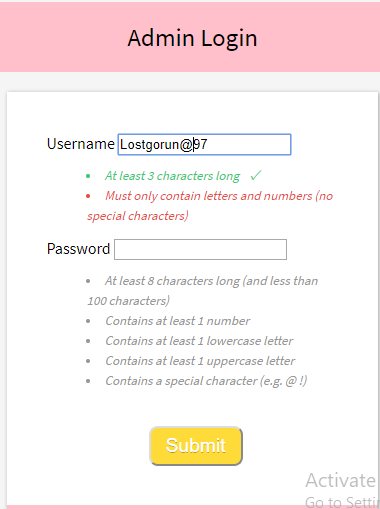 Admin Login
Username Lostgorun@97
• At least 3 characters long ✓
• Must only contain letters and numbers (no
special characters)
Password
• At least 8 characters long (and less than
100 characters)
• Contains at least 1 number
• Contains at least 1 lowercase letter
• Contains at least 1 uppercase letter
• Contains a special character (e.g. @ !)
Submit
Activate
Go to Settin